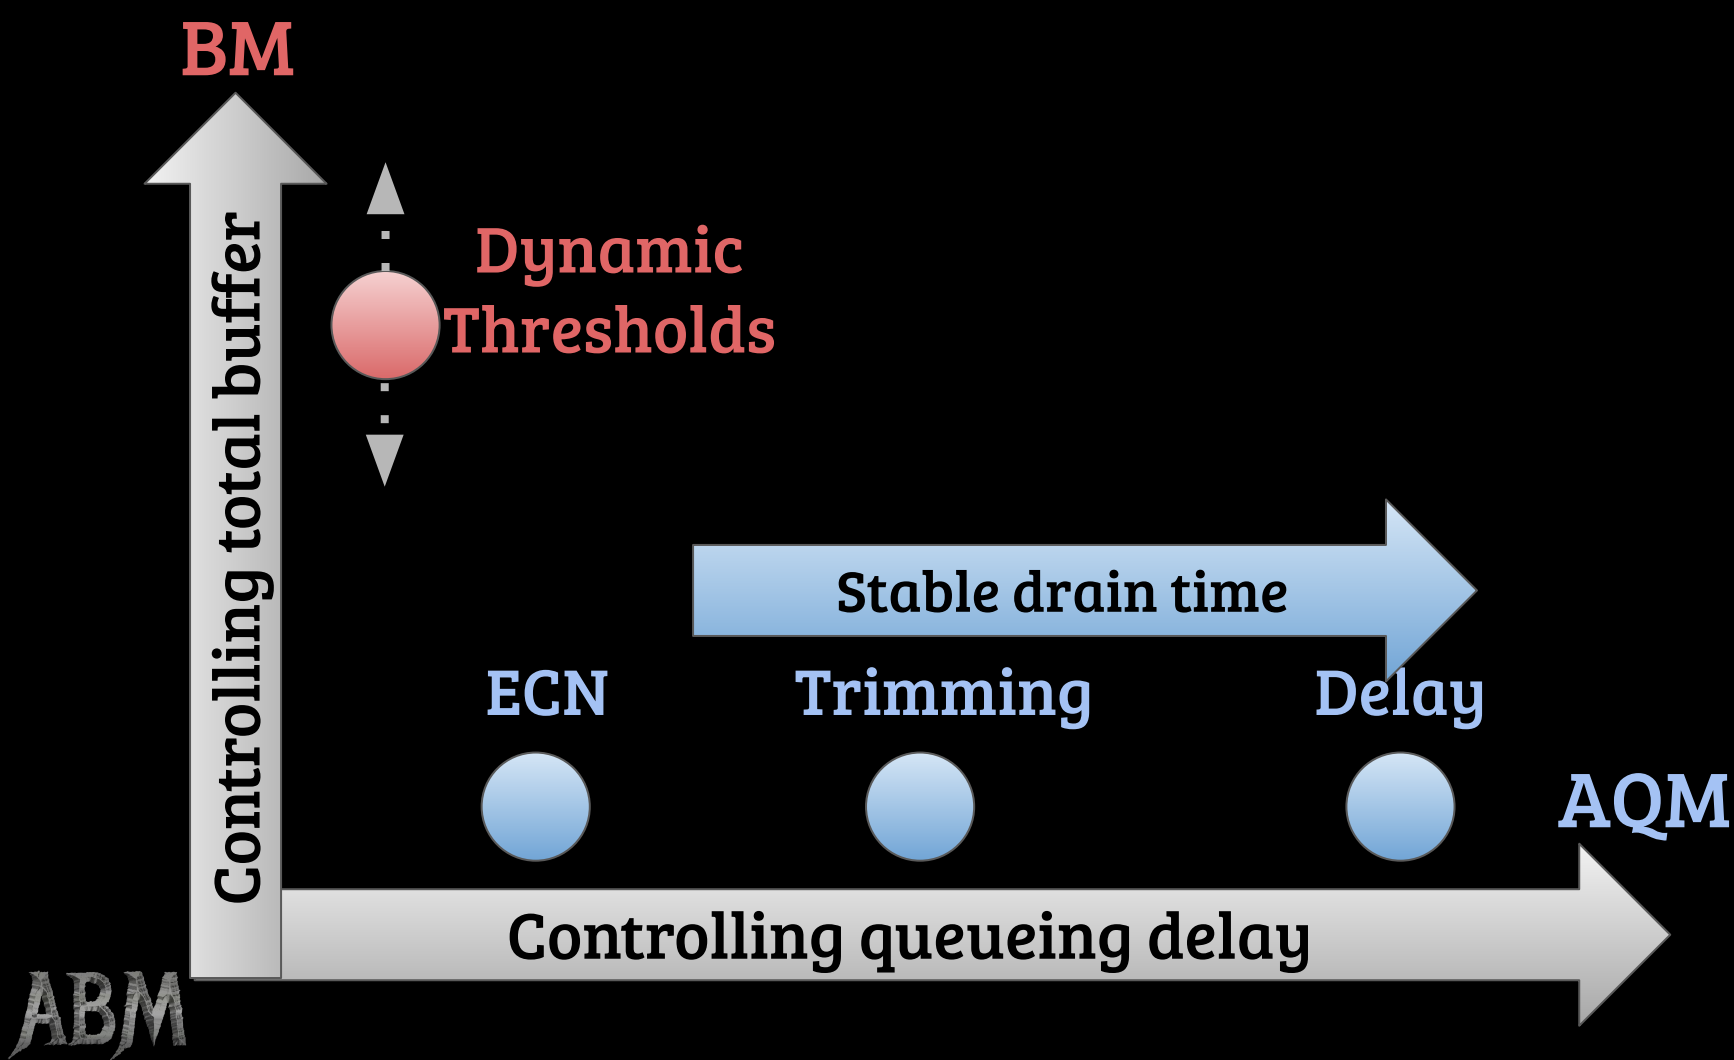 BM
Controlling total buffer
Dynamic
Thresholds
Stable drain time
ECN
Trimming
Delay
AQM
Controlling queueing delay
ABM